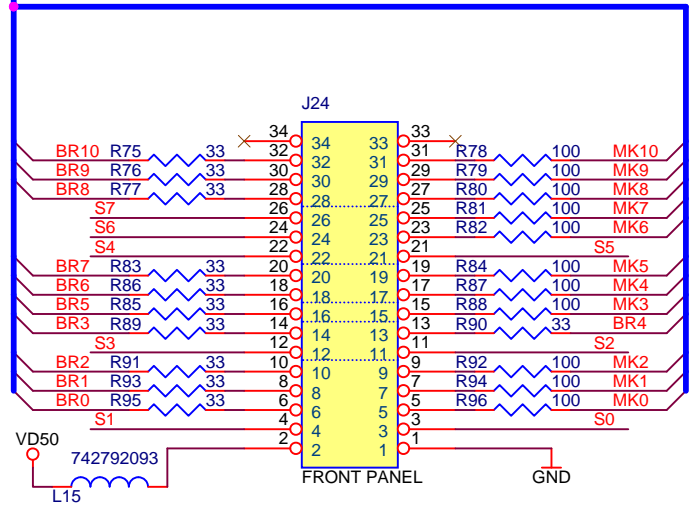 J24
34 34 33 33
BR10 R75 33 32 32 31 31 R78 100 MK10
BR9 R76 33 30 30 29 29 R79 100 MK9
BR8 R77 33 28 28 27 27 R80 100 MK8
S7 26 26 25 25 R81 100 MK7
S6 24 24 23 23 R82 100 MK6
S4 22 22 21 21 S5
BR7 R83 33 20 20 19 19 R84 100 MK5
BR6 R86 33 18 18 17 17 R87 100 MK4
BR5 R85 33 16 16 15 15 R88 100 MK3
BR3 R89 33 14 14 13 13 R90 33 BR4
S3 12 12 11 11 S2
BR2 R91 33 10 10 9 9 R92 100 MK2
BR1 R93 33 8 8 7 7 R94 100 MK1
BR0 R95 33 6 6 5 5 R96 100 MK0
S1 4 4 3 3 S0
VD50 2 2 1 1
742792093
L15
FRONT PANEL
GND